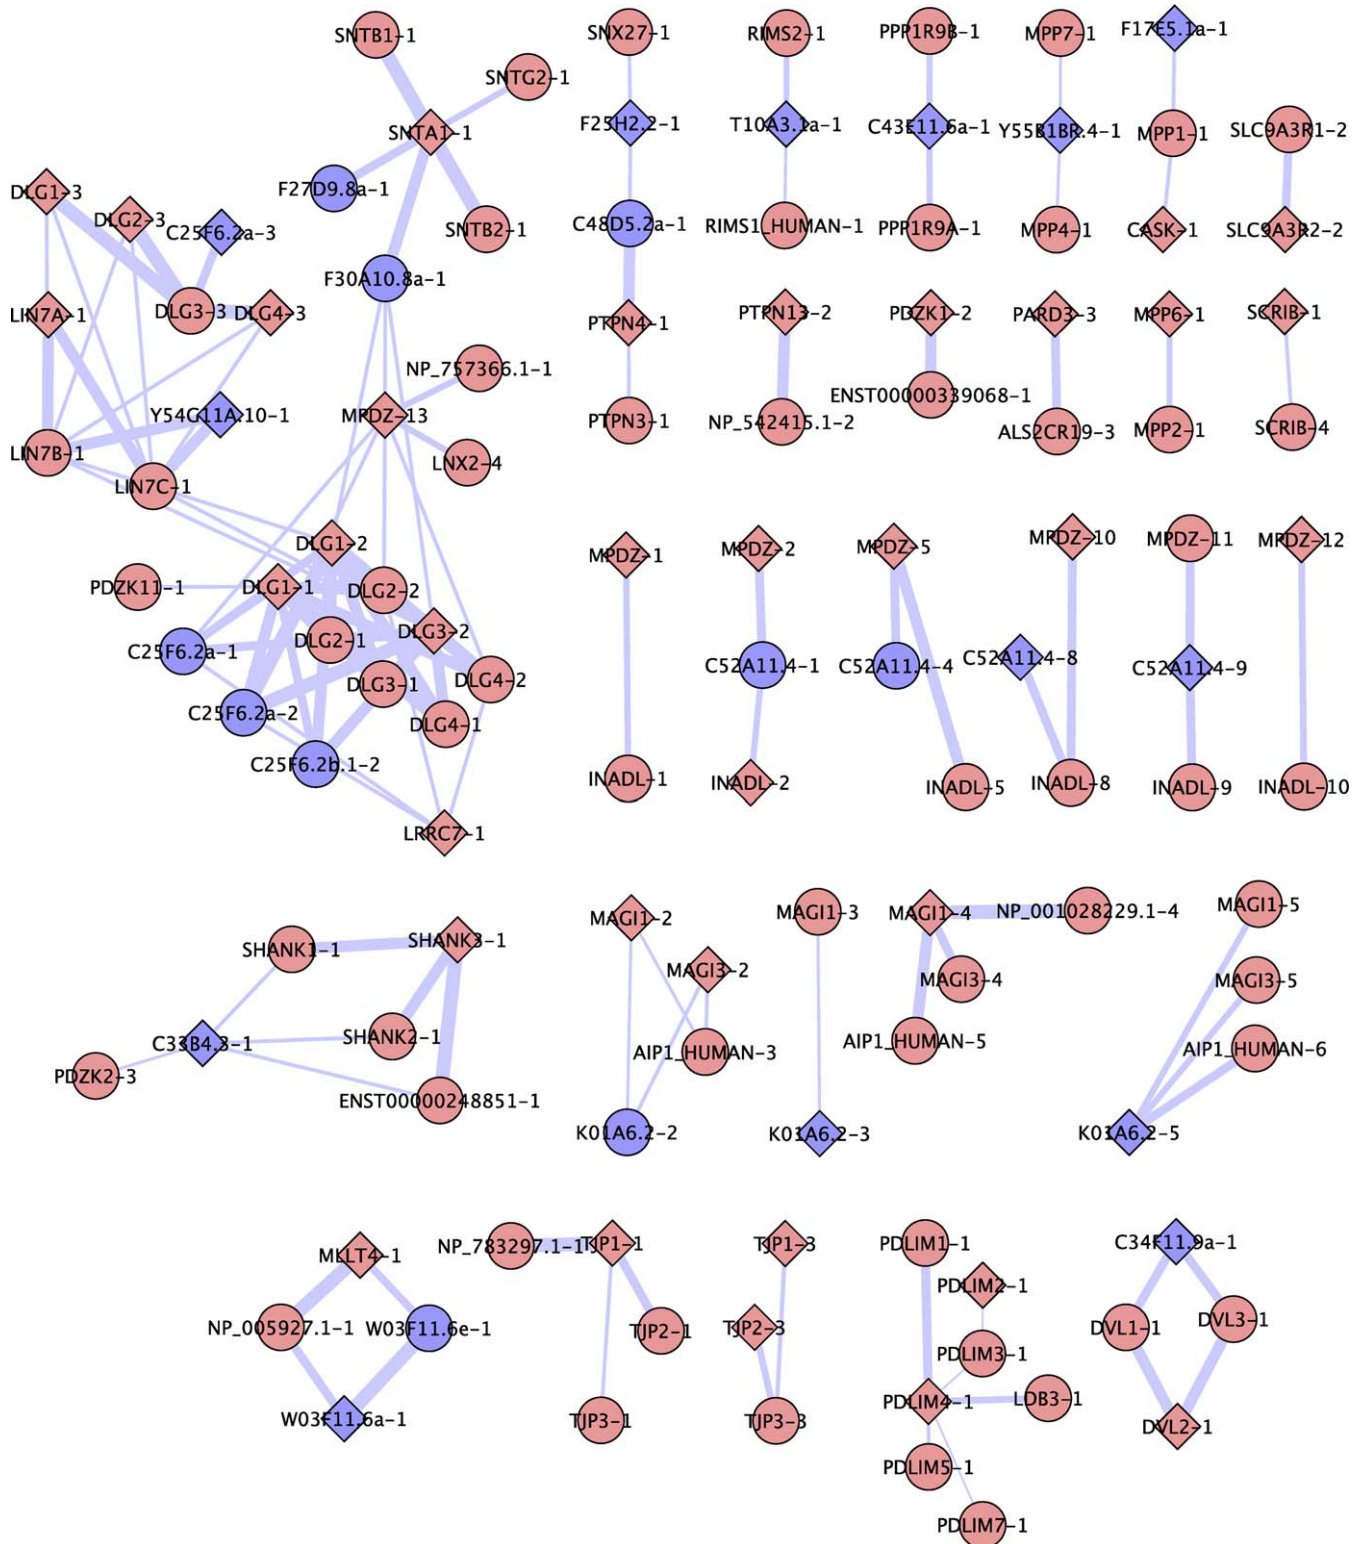 SNTB1-1
SNTG2-1
SNTA1-1
F27D9.8a-1
SNTB2-1
F30A10.8a-1
DLG1-3
DLG2-3
C25F6.2a-3
LIN7A-1
DLG3-3
DLG4-3
NP_757366.1-1
Y54G11A.10-1
MPDZ-13
LIN7B-1
LNX2-4
LIN7C-1
DLG1-2
PDZK11-1
DLG1-1
DLG2-2
DLG3-2
DLG2-1
C25F6.2a-1
DLG3-1
DLG4-2
C25F6.2a-2
DLG4-1
C25F6.2b.1-2
LRRC7-1
SNX27-1
RIMS2-1
PPP1R9B-1
MPP7-1
F17E5.1a-1
F25H2.2-1
T10A3.1a-1
C43E11.6a-1
Y55B1BR.4-1
MPP1-1
SLC9A3R1-2
C48D5.2a-1
RIMS1_HUMAN-1
PPP1R9A-1
MPP4-1
CASK-1
SLC9A3R2-2
PTPN4-1
PTPN13-2
PDZK1-2
PARD3-3
MPP6-1
SCRIB-1
PTPN3-1
NP_542415.1-2
ENST00000339068-1
ALS2CR19-3
MPP2-1
SCRIB-4
MPDZ-1
MPDZ-2
MPDZ-5
MPDZ-10
MPDZ-11
MPDZ-12
C52A11.4-1
C52A11.4-4
C52A11.4-8
C52A11.4-9
INADL-1
INADL-2
INADL-5
INADL-8
INADL-9
INADL-10
SHANK1-1
SHANK3-1
C33B4.3-1
SHANK2-1
PDZK2-3
ENST00000248851-1
MAGI1-2
MAGI3-2
AIP1_HUMAN-3
K01A6.2-2
MAGI1-3
K01A6.2-3
MAGI1-4
NP_001028229.1-4
MAGI3-4
AIP1_HUMAN-5
MAGI1-5
MAGI3-5
AIP1_HUMAN-6
K01A6.2-5
MLLT4-1
NP_005927.1-1
W03F11.6e-1
W03F11.6a-1
NP_783297.1-1
TJP1-1
TJP2-1
TJP3-1
TJP1-3
TJP2-3
TJP3-3
PDLIM1-1
PDLIM2-1
PDLIM3-1
PDLIM4-1
LDB3-1
PDLIM5-1
PDLIM7-1
C34F11.9a-1
DVL1-1
DVL3-1
DVL2-1